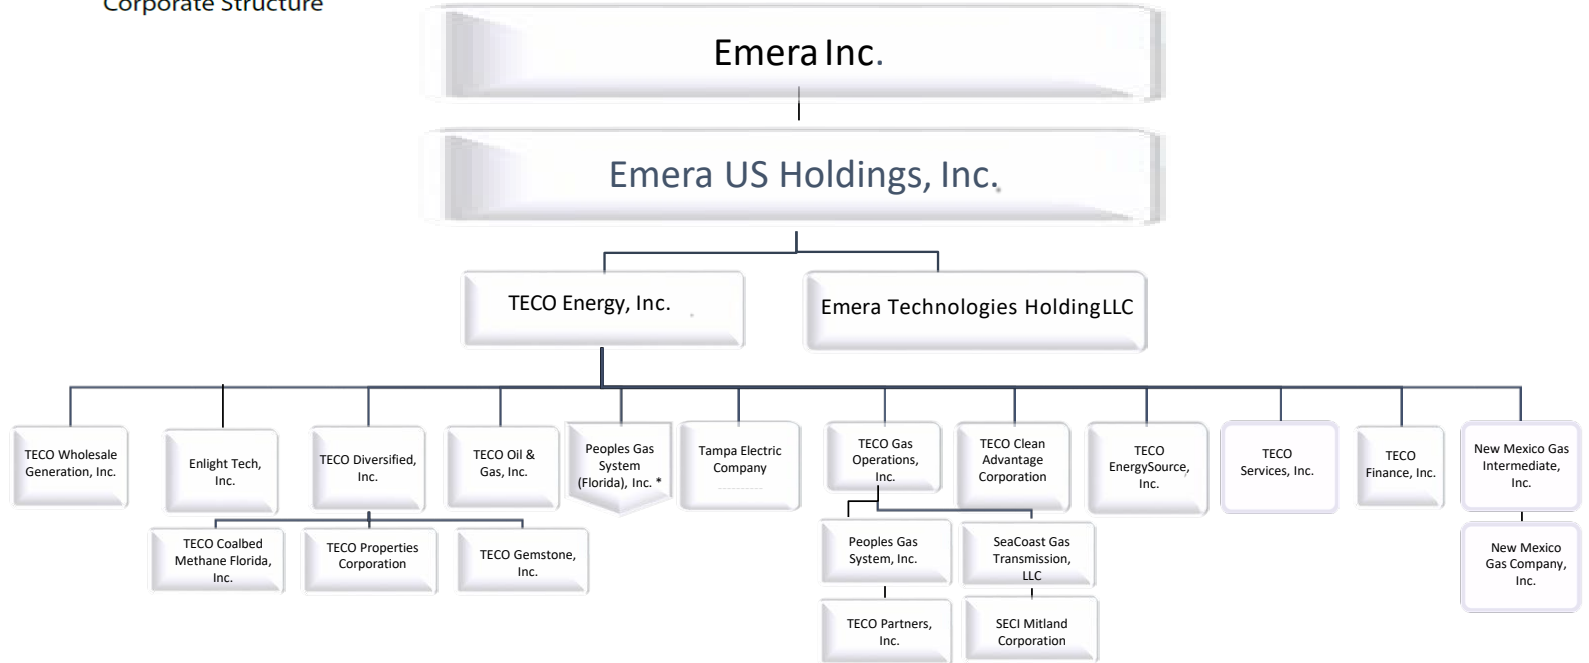 Corporate Structure
Emera Inc.
Emera US Holdings, Inc.
TECO Energy, Inc.
Emera Technologies HoldingLLC
TECO Wholesale
Generation, Inc.
Enlight Tech,
Inc.
TECO Diversified,
Inc.
TECO Oil &
Gas, Inc.
Peoples Gas
System
(Florida), Inc. *
Tampa Electric
Company
TECO Gas
Operations,
Inc.
TECO Clean
Advantage
Corporation
TECO
EnergySource,
Inc.
TECO
Services, Inc.
TECO
Finance, Inc.
New Mexico Gas
Intermediate,
Inc.
TECO Coalbed
Methane Florida,
Inc.
TECO Properties
Corporation
TECO Gemstone,
Inc.
Peoples Gas
System, Inc.
SeaCoast Gas
Transmission,
LLC
New Mexico
Gas Company,
Inc.
TECO Partners,
Inc.
SECI Mitland
Corporation